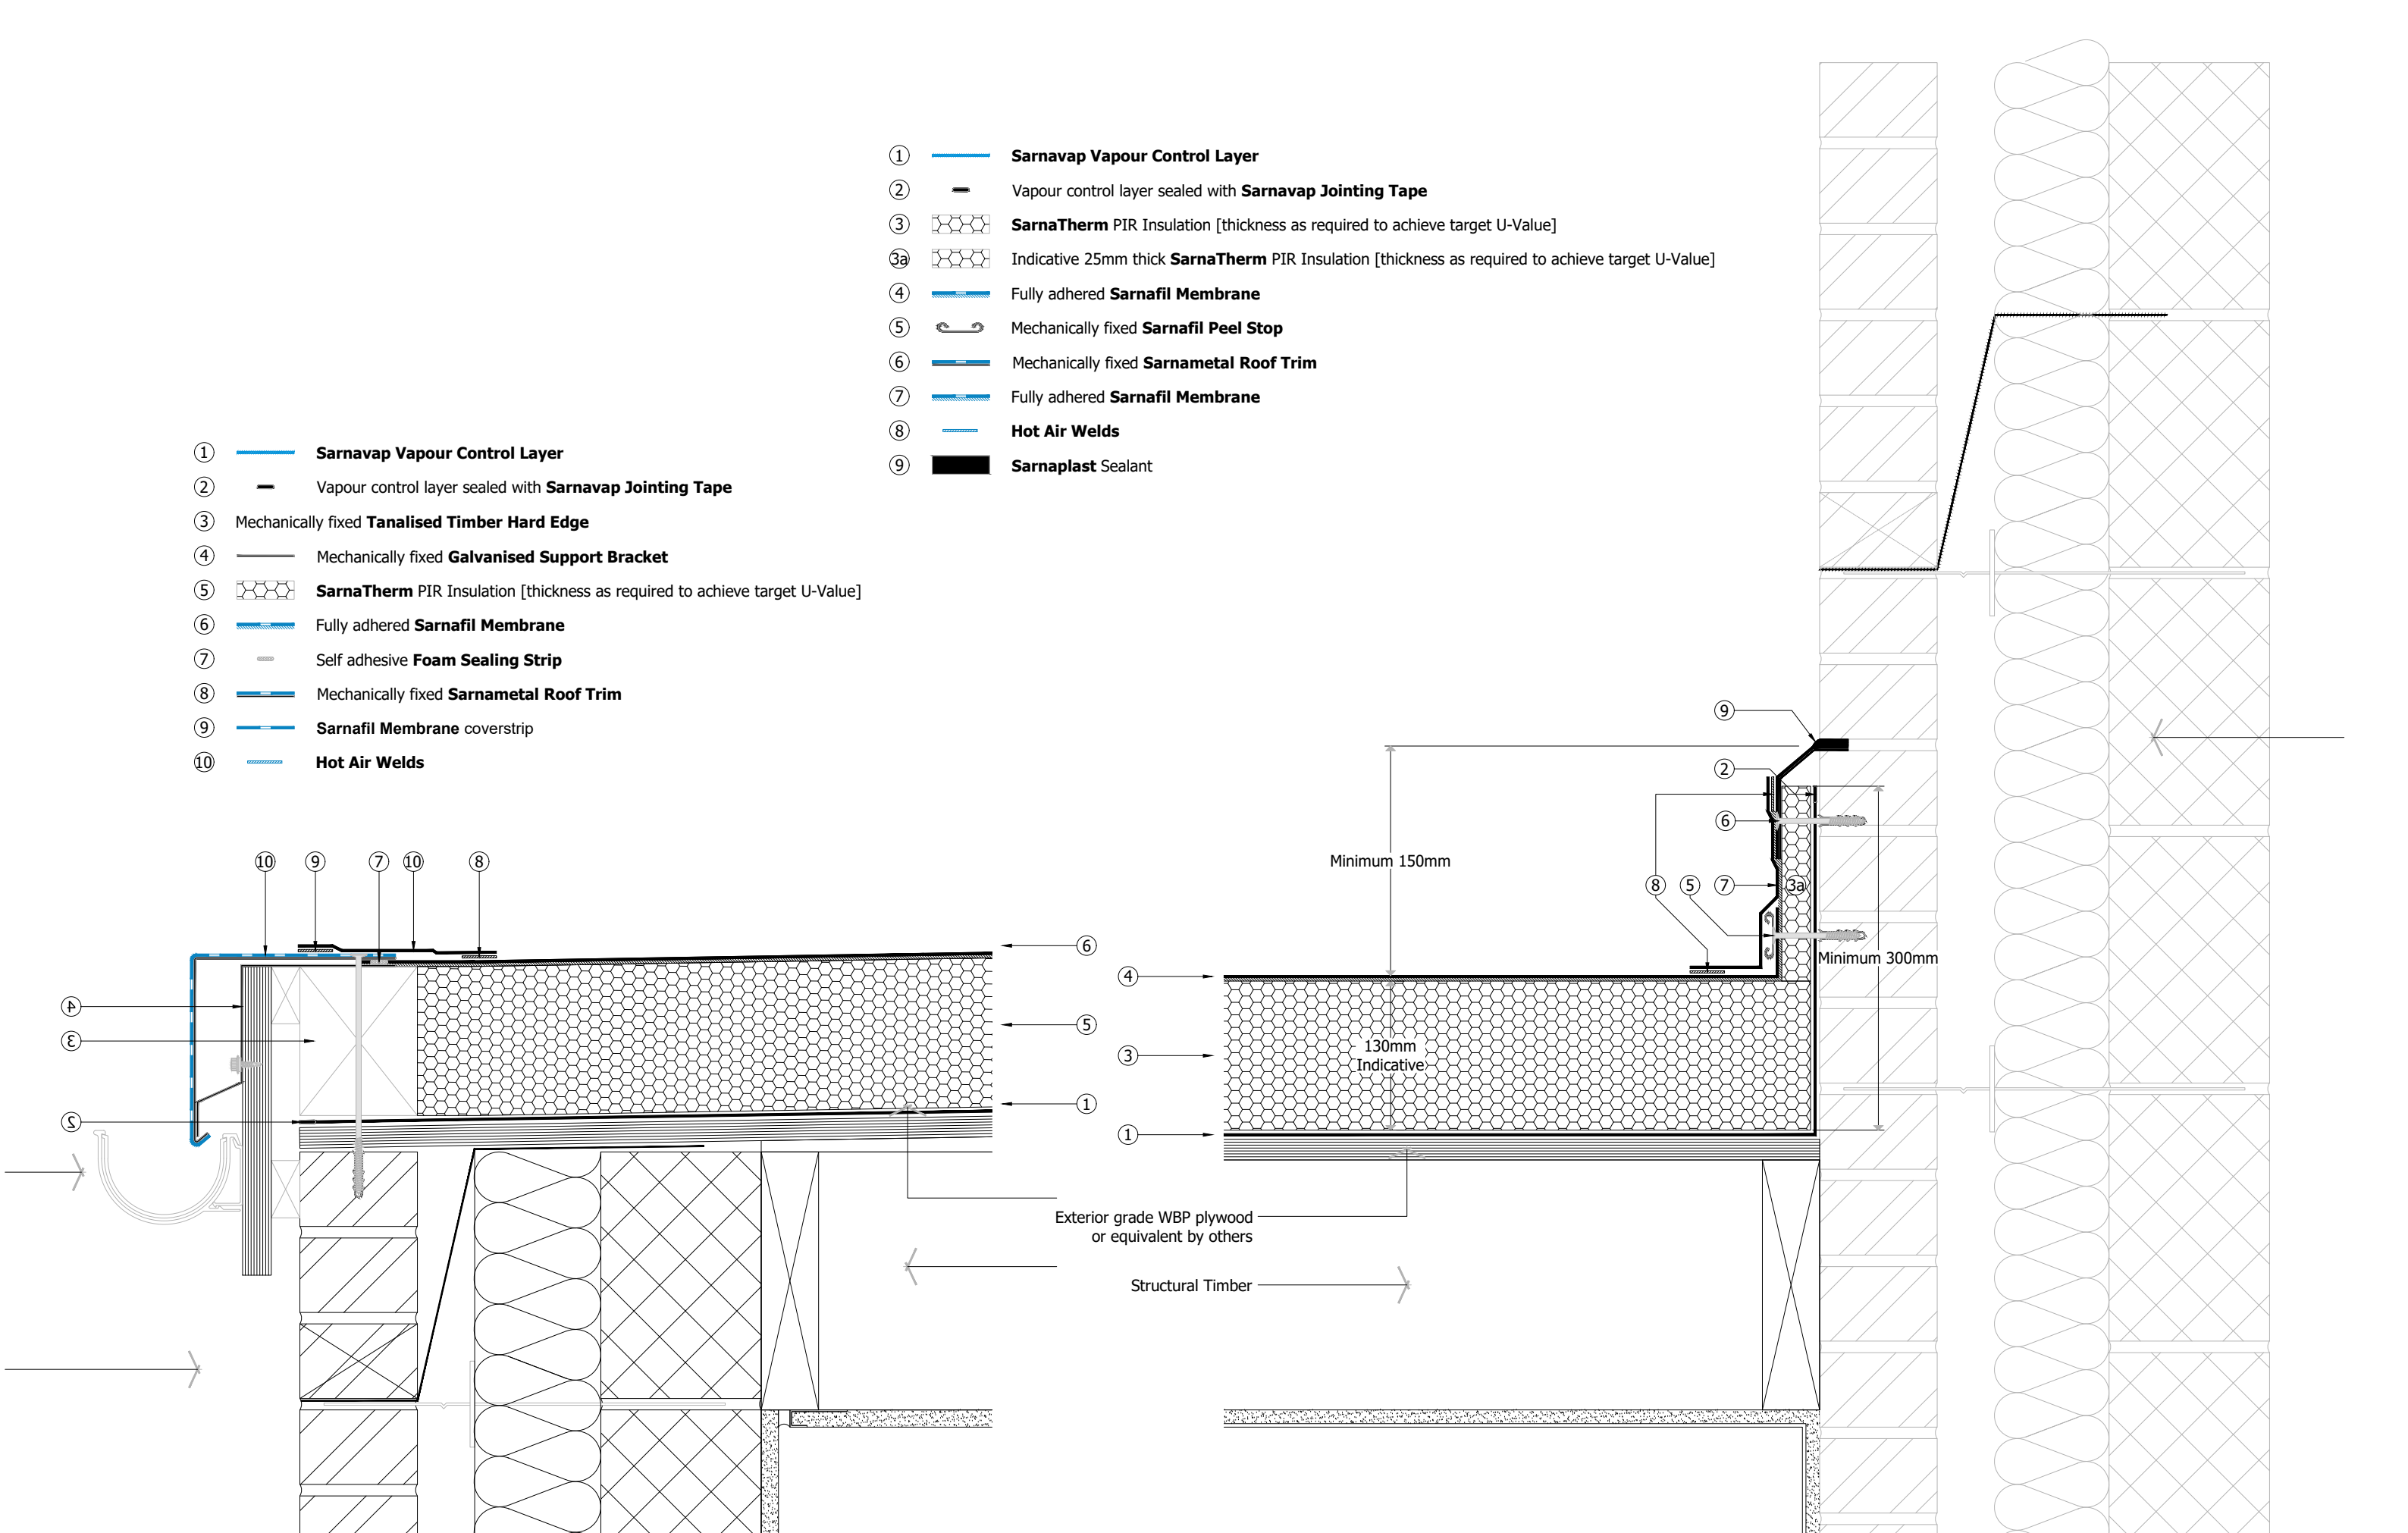 1 Sarnavap Vapour Control Layer
2 Vapour control layer sealed with Sarnavap Jointing Tape
3 SarnaTherm PIR Insulation [thickness as required to achieve target U-Value]
3a Indicative 25mm thick SarnaTherm PIR Insulation [thickness as required to achieve target U-Value]
4 Fully adhered Sarnafil Membrane
5 Mechanically fixed Sarnafil Peel Stop
6 Mechanically fixed Sarnametal Roof Trim
7 Fully adhered Sarnafil Membrane
8 Hot Air Welds
9 Sarnaplast Sealant
1 Sarnavap Vapour Control Layer
2 Vapour control layer sealed with Sarnavap Jointing Tape
3 Mechanically fixed Tanalised Timber Hard Edge
4 Mechanically fixed Galvanised Support Bracket
5 SarnaTherm PIR Insulation [thickness as required to achieve target U-Value]
6 Fully adhered Sarnafil Membrane
7 Self adhesive Foam Sealing Strip
8 Mechanically fixed Sarnametal Roof Trim
9 Sarnafil Membrane coverstrip
10 Hot Air Welds
10 9 7 10 8
4
3
2
6
5
1
9
2
6
8 5 7 3a
4
3
1
Minimum 150mm
Minimum 300mm
130mm
Indicative
Exterior grade WBP plywood
or equivalent by others
Structural Timber